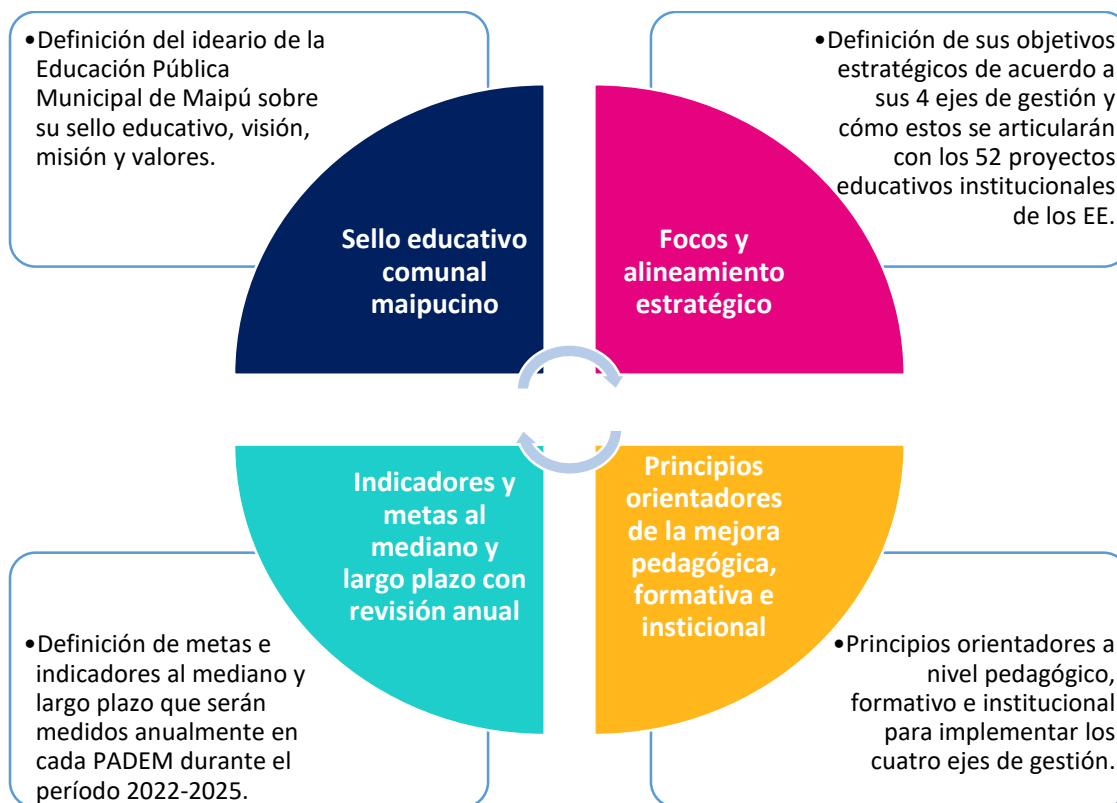 •Definición del ideario de la
Educación Pública
Municipal de Maipú sobre
su sello educativo, visión,
misión y valores.
•Definición de sus objetivos
estratégicos de acuerdo a
sus 4 ejes de gestión y
cómo estos se articularán
con los 52 proyectos
educativos institucionales
de los EE.
Sello educativo
comunal
maipucino
Focos y
alineamiento
estratégico
Indicadores y
metas al
mediano y
largo plazo con
revisión anual
Principios
orientadores
de la mejora
pedagógica,
formativa e
insticional
•Definición de metas e
indicadores al mediano y
largo plazo que serán
medidos anualmente en
cada PADEM durante el
período 2022-2025.
•Principios orientadores a
nivel pedagógico,
formativo e institucional
para implementar los
cuatro ejes de gestión.